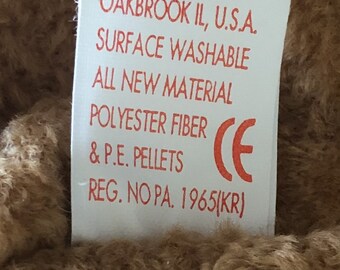 OAKBROOK IL, U.S.A.
SURFACE WASHABLE
ALL NEW MATERIAL
POLYESTER FIBER
& P.E. PELLETS
CE
REG. NO PA. 1965(KR)